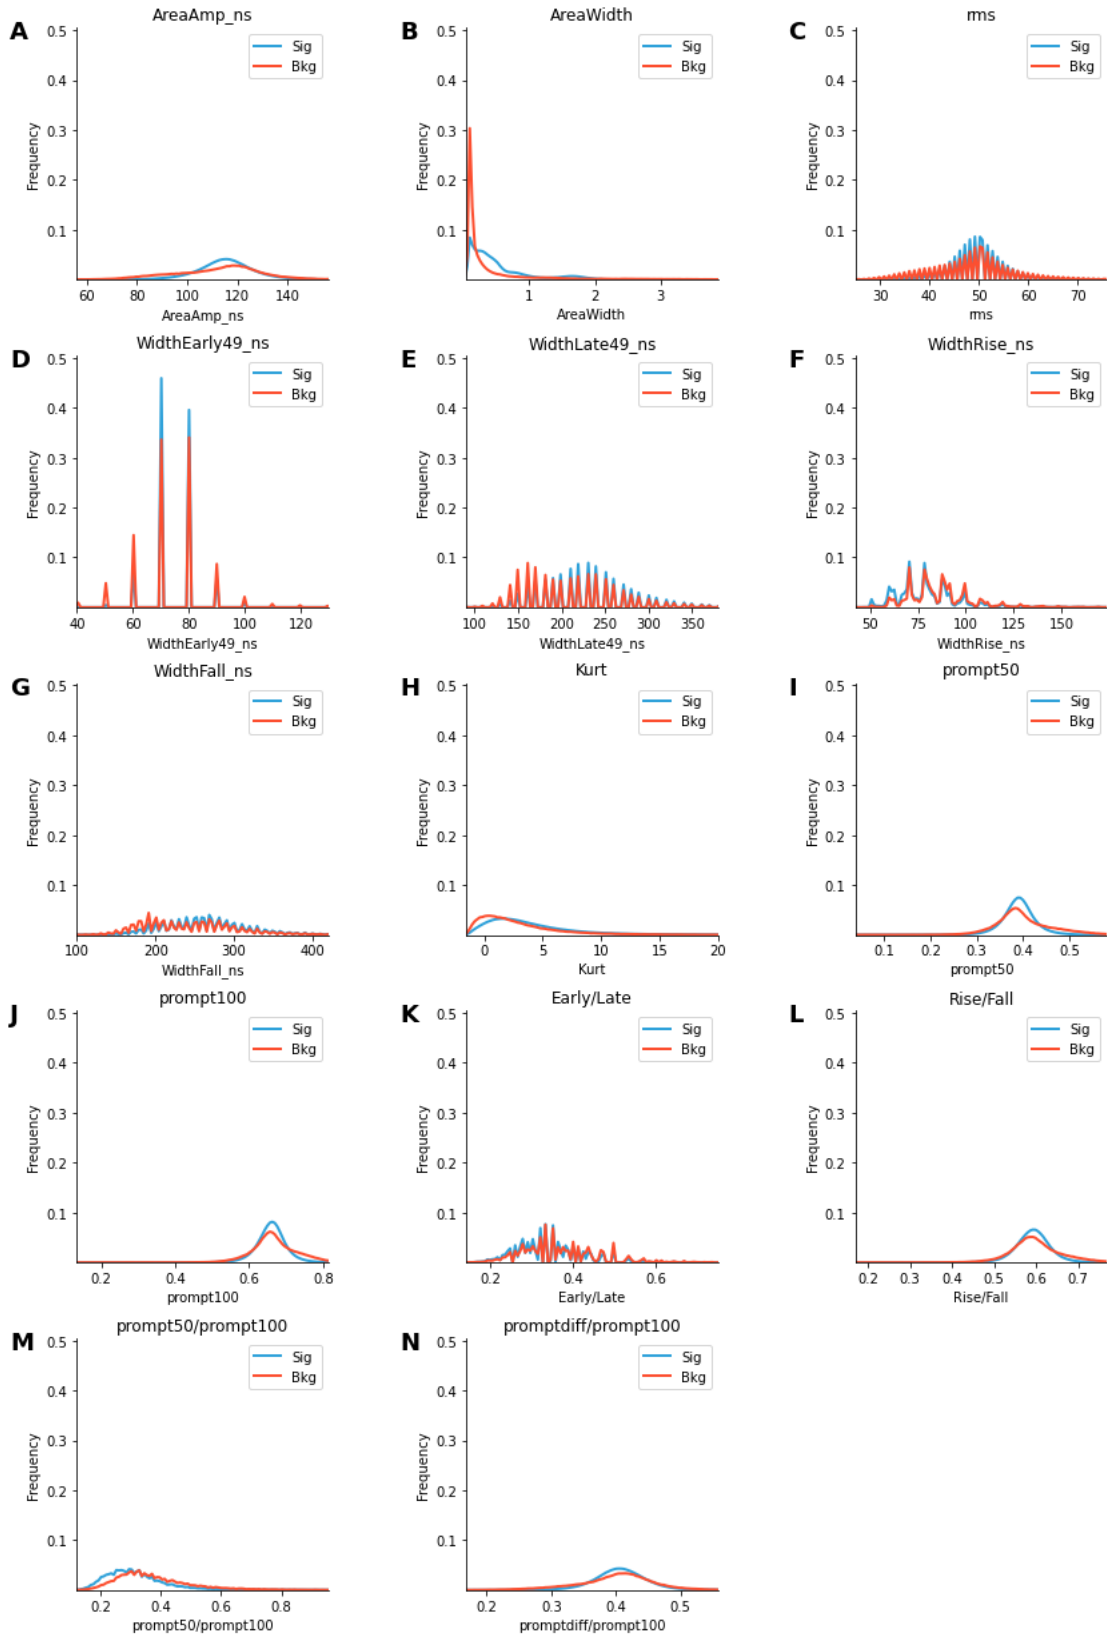 A
AreaAmp_ns
0.5
0.4
0.3
0.2
0.1
Frequency
Sig
Bkg
60 80 100 120 140
AreaAmp_ns
B
AreaWidth
0.5
0.4
0.3
0.2
0.1
Frequency
Sig
Bkg
1 2 3
AreaWidth
C
rms
0.5
0.4
0.3
0.2
0.1
Frequency
Sig
Bkg
30 40 50 60 70
rms
D
WidthEarly49_ns
0.5
0.4
0.3
0.2
0.1
Frequency
Sig
Bkg
40 60 80 100 120
WidthEarly49_ns
E
WidthLate49_ns
0.5
0.4
0.3
0.2
0.1
Frequency
Sig
Bkg
100 150 200 250 300 350
WidthLate49_ns
F
WidthRise_ns
0.5
0.4
0.3
0.2
0.1
Frequency
Sig
Bkg
50 75 100 125 150
WidthRise_ns
G
WidthFall_ns
0.5
0.4
0.3
0.2
0.1
Frequency
Sig
Bkg
100 200 300 400
WidthFall_ns
H
Kurt
0.5
0.4
0.3
0.2
0.1
Frequency
Sig
Bkg
0 5 10 15 20
Kurt
I
prompt50
0.5
0.4
0.3
0.2
0.1
Frequency
Sig
Bkg
0.1 0.2 0.3 0.4 0.5
prompt50
J
prompt100
0.5
0.4
0.3
0.2
0.1
Frequency
Sig
Bkg
0.2 0.4 0.6 0.8
prompt100
K
Early/Late
0.5
0.4
0.3
0.2
0.1
Frequency
Sig
Bkg
0.2 0.4 0.6
Early/Late
L
Rise/Fall
0.5
0.4
0.3
0.2
0.1
Frequency
Sig
Bkg
0.2 0.3 0.4 0.5 0.6 0.7
Rise/Fall
M
prompt50/prompt100
0.5
0.4
0.3
0.2
0.1
Frequency
Sig
Bkg
0.2 0.4 0.6 0.8
prompt50/prompt100
N
promptdiff/prompt100
0.5
0.4
0.3
0.2
0.1
Frequency
Sig
Bkg
0.2 0.3 0.4 0.5
promptdiff/prompt100